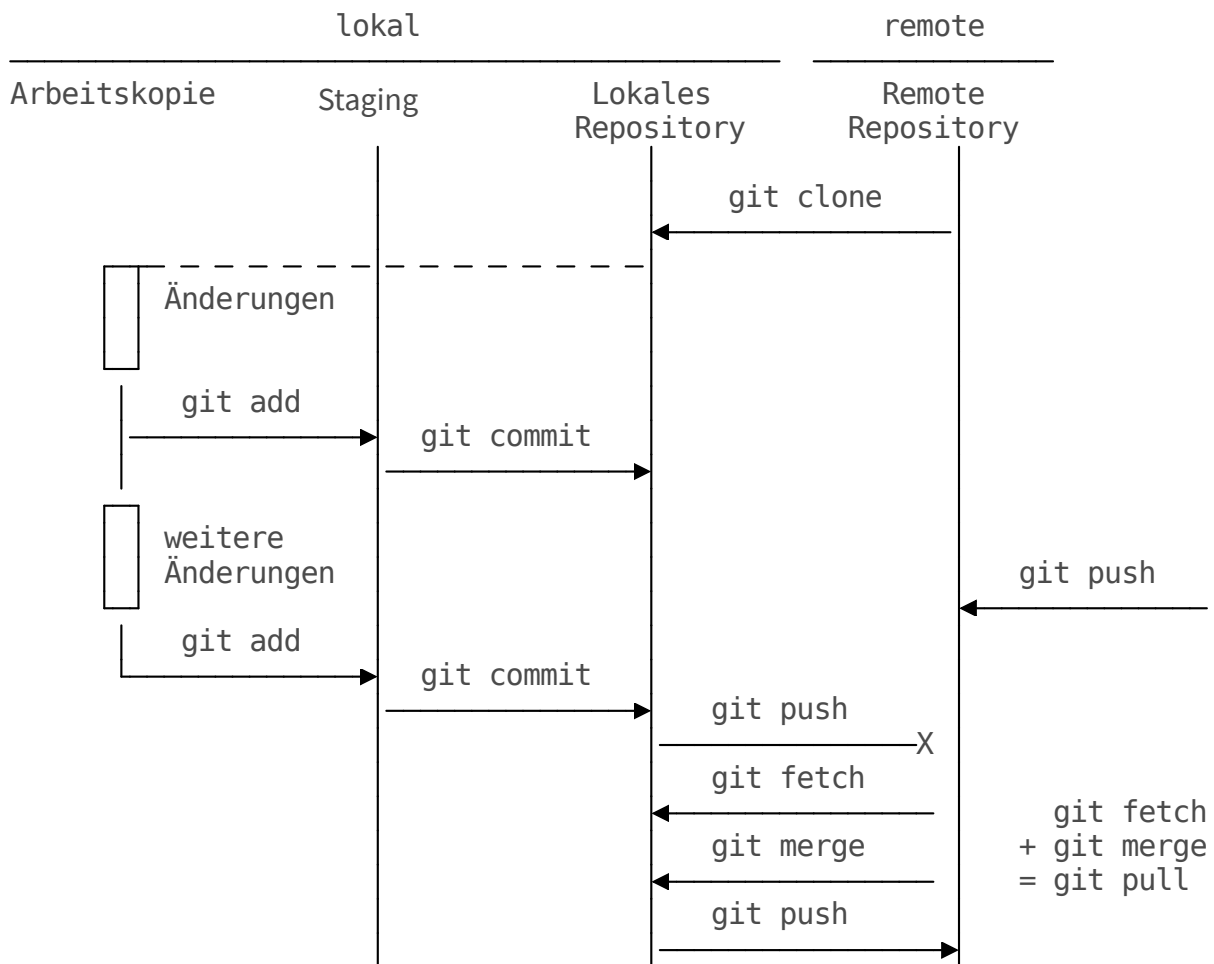 lokal
remote
Arbeitskopie
Staging
Lokales
Repository
Remote
Repository
git clone
Änderungen
git add
git commit
weitere
Änderungen
git push
git add
git commit
git push
X
git fetch
git merge
git push
git fetch
+ git merge
= git pull